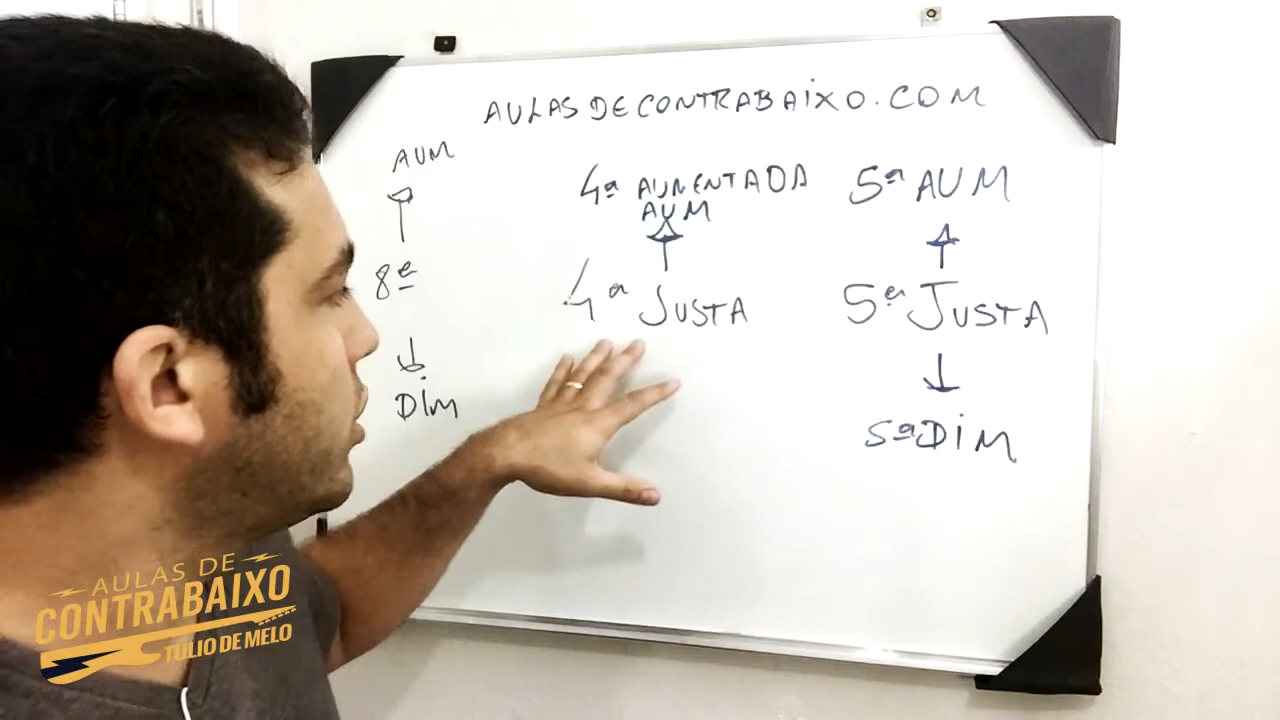 AULASDECONTRABAIXO.COM
AUM
8ª
DIM
4ª AUMENTADA
AUM
4ª JUSTA
5ª AUM
5ª JUSTA
5ª DIM
AULAS DE
CONTRABAIXO
TÚLIO DE MELO